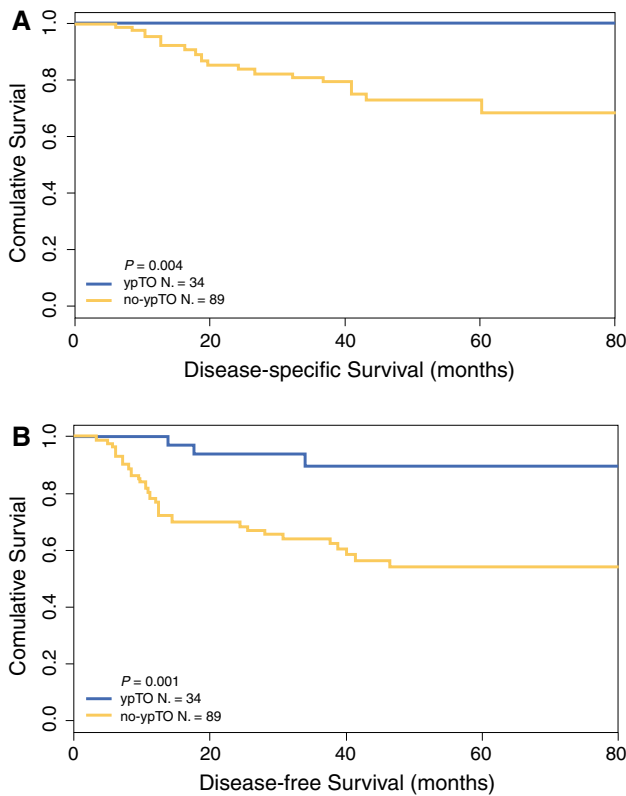 A
Comulative Survial
1.0
0.8
0.6
0.4
0.2
0.0
P = 0.004
ypTO N. = 34
no-ypTO N. = 89
0 20 40 60 80
Disease-specific Survival (months)
B
Comulative Survial
1.0
0.8
0.6
0.4
0.2
0.0
P = 0.001
ypTO N. = 34
no-ypTO N. = 89
0 20 40 60 80
Disease-free Survival (months)